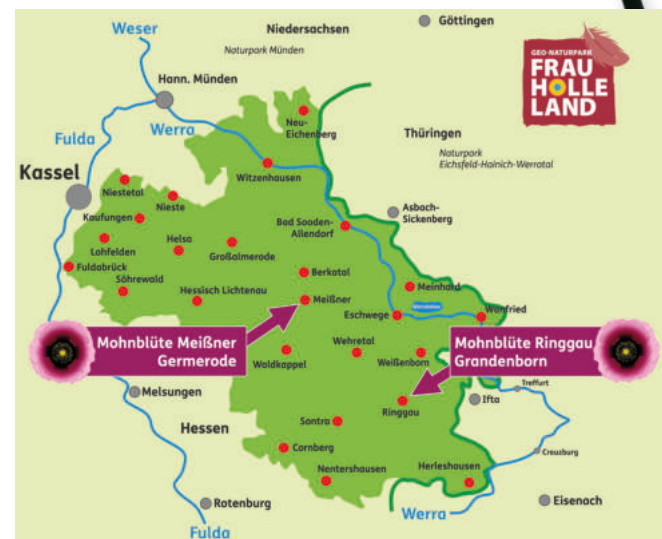 Weser
Niedersachsen
Göttingen
Naturpark Münden
GEO-NATURPARK
FRAU
HOLLE
LAND
Hann. Münden
Neu-
Eichenberg
Fulda
Werra
Thüringen
Naturpark
Eichsfeld-Hainich-Werratal
Kassel
Witzenhausen
Niestetal
Nieste
Kaufungen
Asbach-
Sickenberg
Bad Sooden-
Allendorf
Lohfelden
Helsa
Großalmerode
Fuldabrück
Söhrewald
Berkatal
Hessisch Lichtenau
Meißner
Meinhard
Eschwege
Wanfried
Mohnblüte Meißner
Germerode
Mohnblüte Ringgau
Grandenborn
Waldkappel
Wehretal
Weißenborn
Treffurt
Melsungen
Ringgau
Ifta
Hessen
Sontra
Cornberg
Creuzburg
Nentershausen
Herleshausen
Rotenburg
Eisenach
Werra
Fulda